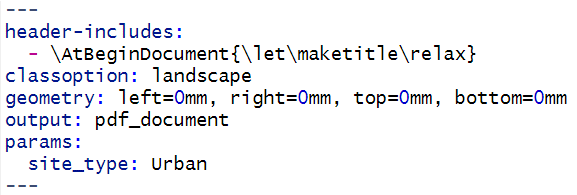 ---
header-includes:
  - \AtBeginDocument{\let\maketitle\relax}
classoption: landscape
geometry: left=0mm, right=0mm, top=0mm, bottom=0mm
output: pdf_document
params:
  site_type: Urban
---